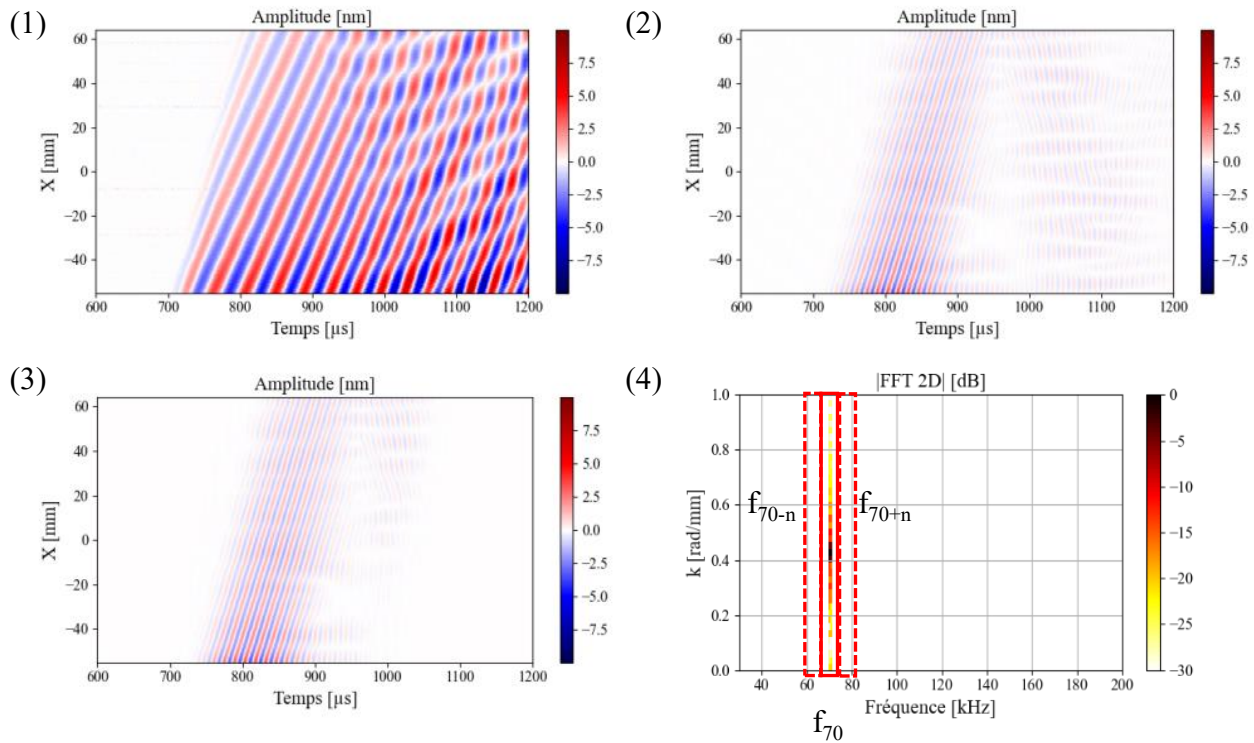 (1)
Amplitude [nm]
60
40
20
0
−20
−40
X [mm]
600 700 800 900 1000 1100 1200
Temps [µs]
7.5
5.0
2.5
0.0
−2.5
−5.0
−7.5
(2)
Amplitude [nm]
60
40
20
0
−20
−40
X [mm]
600 700 800 900 1000 1100 1200
Temps [µs]
7.5
5.0
2.5
0.0
−2.5
−5.0
−7.5
(3)
Amplitude [nm]
60
40
20
0
−20
−40
X [mm]
600 700 800 900 1000 1100 1200
Temps [µs]
7.5
5.0
2.5
0.0
−2.5
−5.0
−7.5
(4)
|FFT 2D| [dB]
1.0
0.8
0.6
0.4
0.2
0.0
k [rad/mm]
f70-n
f70+n
40 60 80 100 120 140 160 180 200
Fréquence [kHz]
f70
0
−5
−10
−15
−20
−25
−30